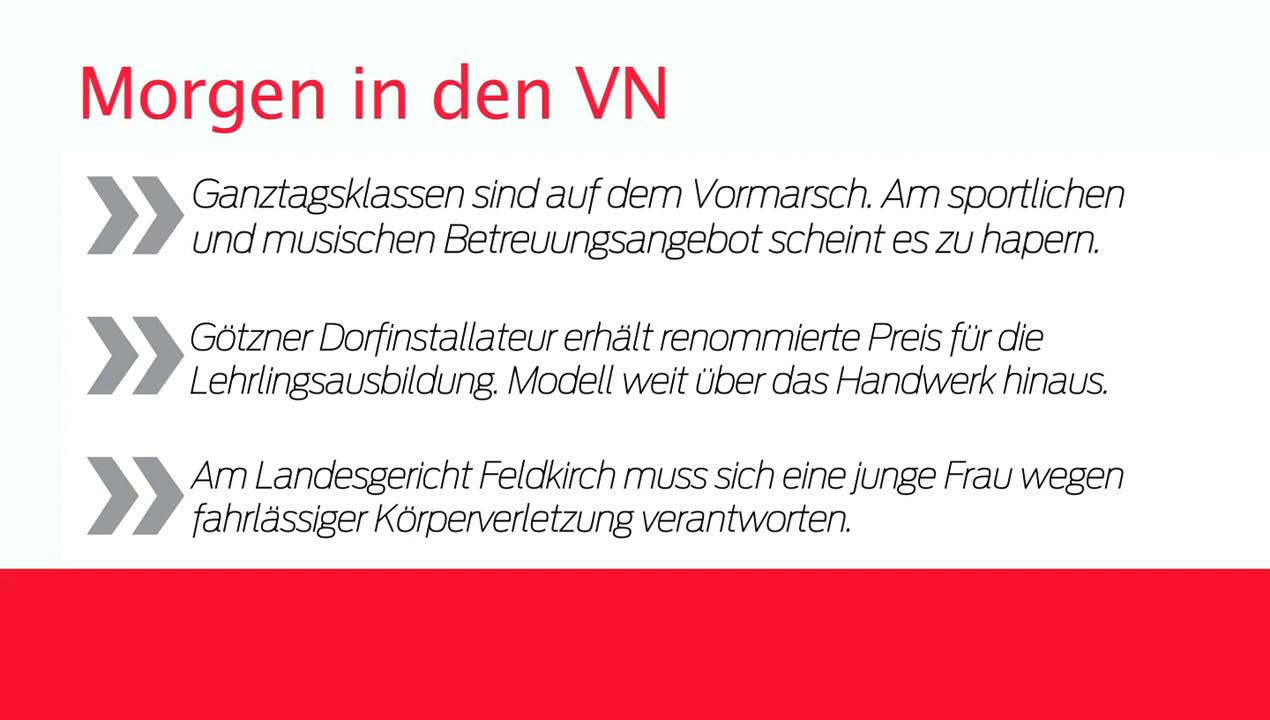 Morgen in den VN
Ganztagsklassen sind auf dem Vormarsch. Am sportlichen
und musischen Betreuungsangebot scheint es zu hapern.
Götzner Dorfinstallateur erhält renommierte Preis für die
Lehrlingsausbildung. Modell weit über das Handwerk hinaus.
Am Landesgericht Feldkirch muss sich eine junge Frau wegen
fahrlässiger Körperverletzung verantworten.